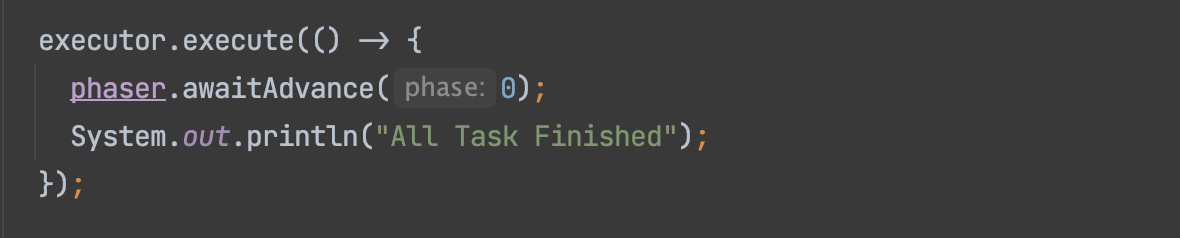 executor.execute(() -> {
phaser.awaitAdvance( phase: 0);
System.out.println("All Task Finished");
});